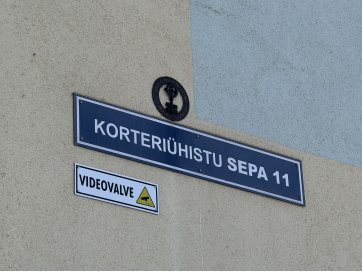 KORTERIÜHISTU SEPA 11
VIDEOVALVE